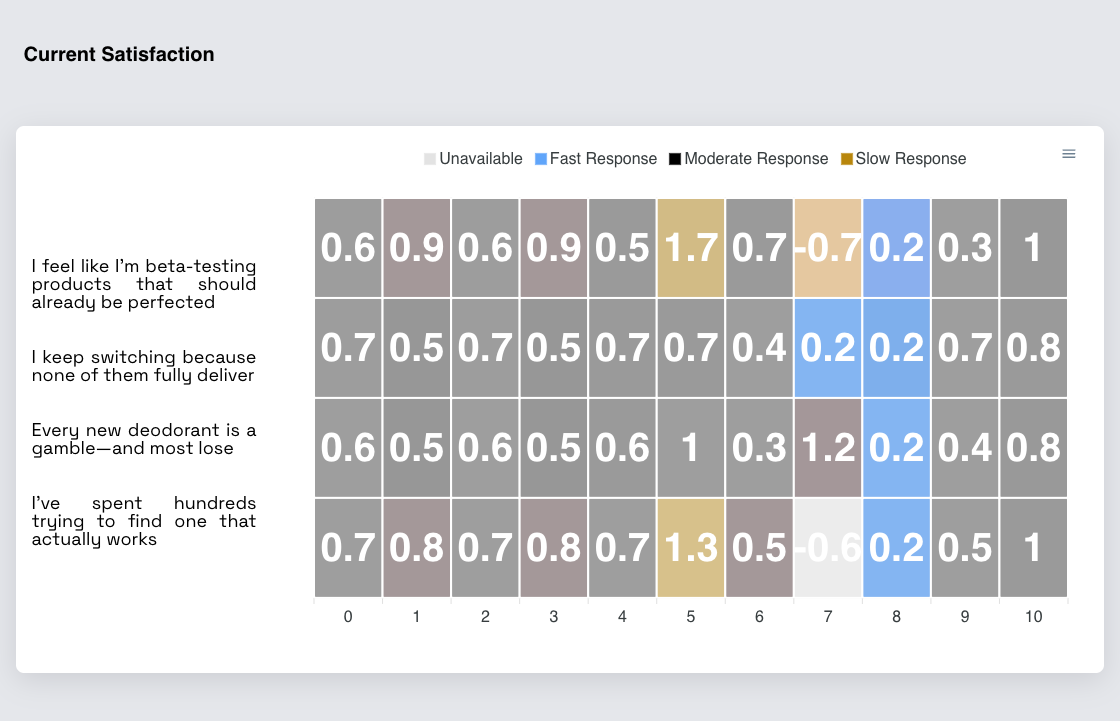 Current Satisfaction
Unavailable Fast Response Moderate Response Slow Response
I feel like I'm beta-testing
products that should
already be perfected
I keep switching because
none of them fully deliver
Every new deodorant is a
gamble—and most lose
I've spent hundreds
trying to find one that
actually works
0.6 0.9 0.6 0.9 0.5 1.7 0.7 -0.7 0.2 0.3 1
0.7 0.5 0.7 0.5 0.7 0.7 0.4 0.2 0.2 0.7 0.8
0.6 0.5 0.6 0.5 0.6 1 0.3 1.2 0.2 0.4 0.8
0.7 0.8 0.7 0.8 0.7 1.3 0.5 -0.6 0.2 0.5 1
0 1 2 3 4 5 6 7 8 9 10